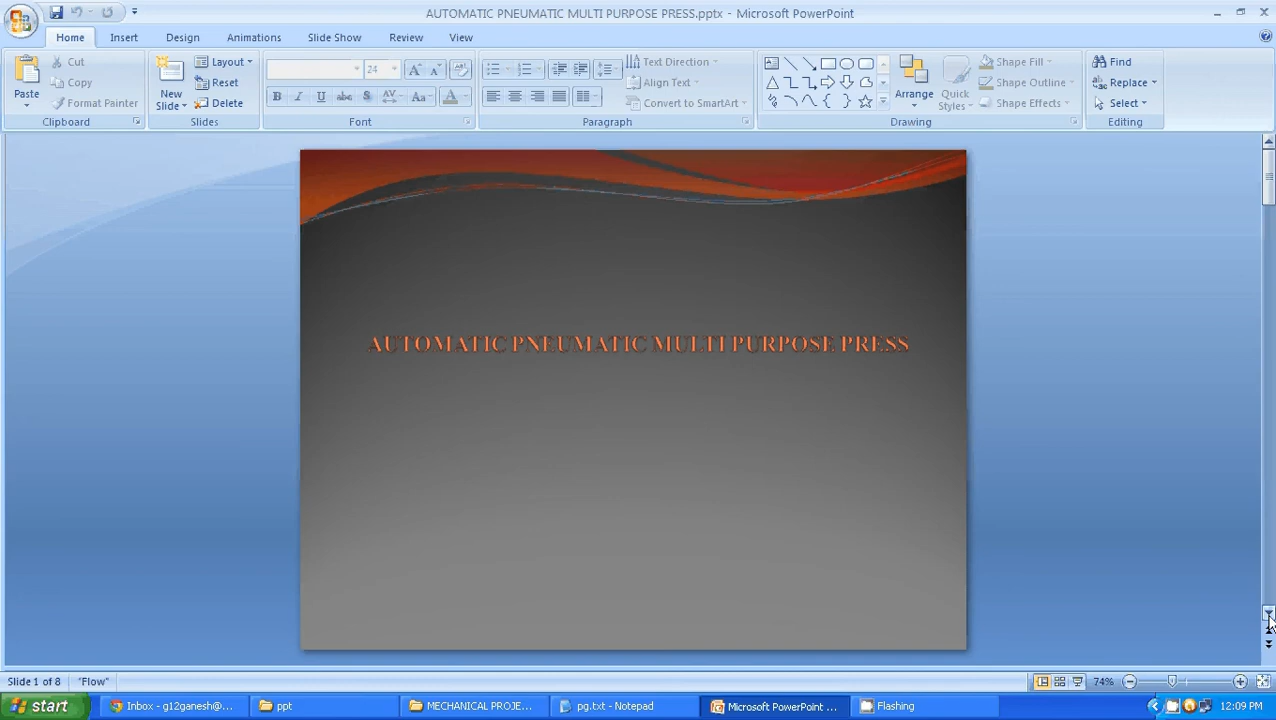 AUTOMATIC PNEUMATIC MULTI PURPOSE PRESS.pptx - Microsoft PowerPoint
Home Insert Design Animations Slide Show Review View
Paste
Cut
Copy
Format Painter
Clipboard
New Slide
Layout
Reset
Delete
Slides
24
B I U abc S AV Aa A
Font
Text Direction
Align Text
Convert to SmartArt
Paragraph
Arrange
Quick Styles
Shape Fill
Shape Outline
Shape Effects
Drawing
Find
Replace
Select
Editing
AUTOMATIC PNEUMATIC MULTI PURPOSE PRESS
Slide 1 of 8 "Flow" 74%
start Inbox - g12ganesh@... ppt MECHANICAL PROJE... pg.txt - Notepad Microsoft PowerPoint ... Flashing 12:09 PM